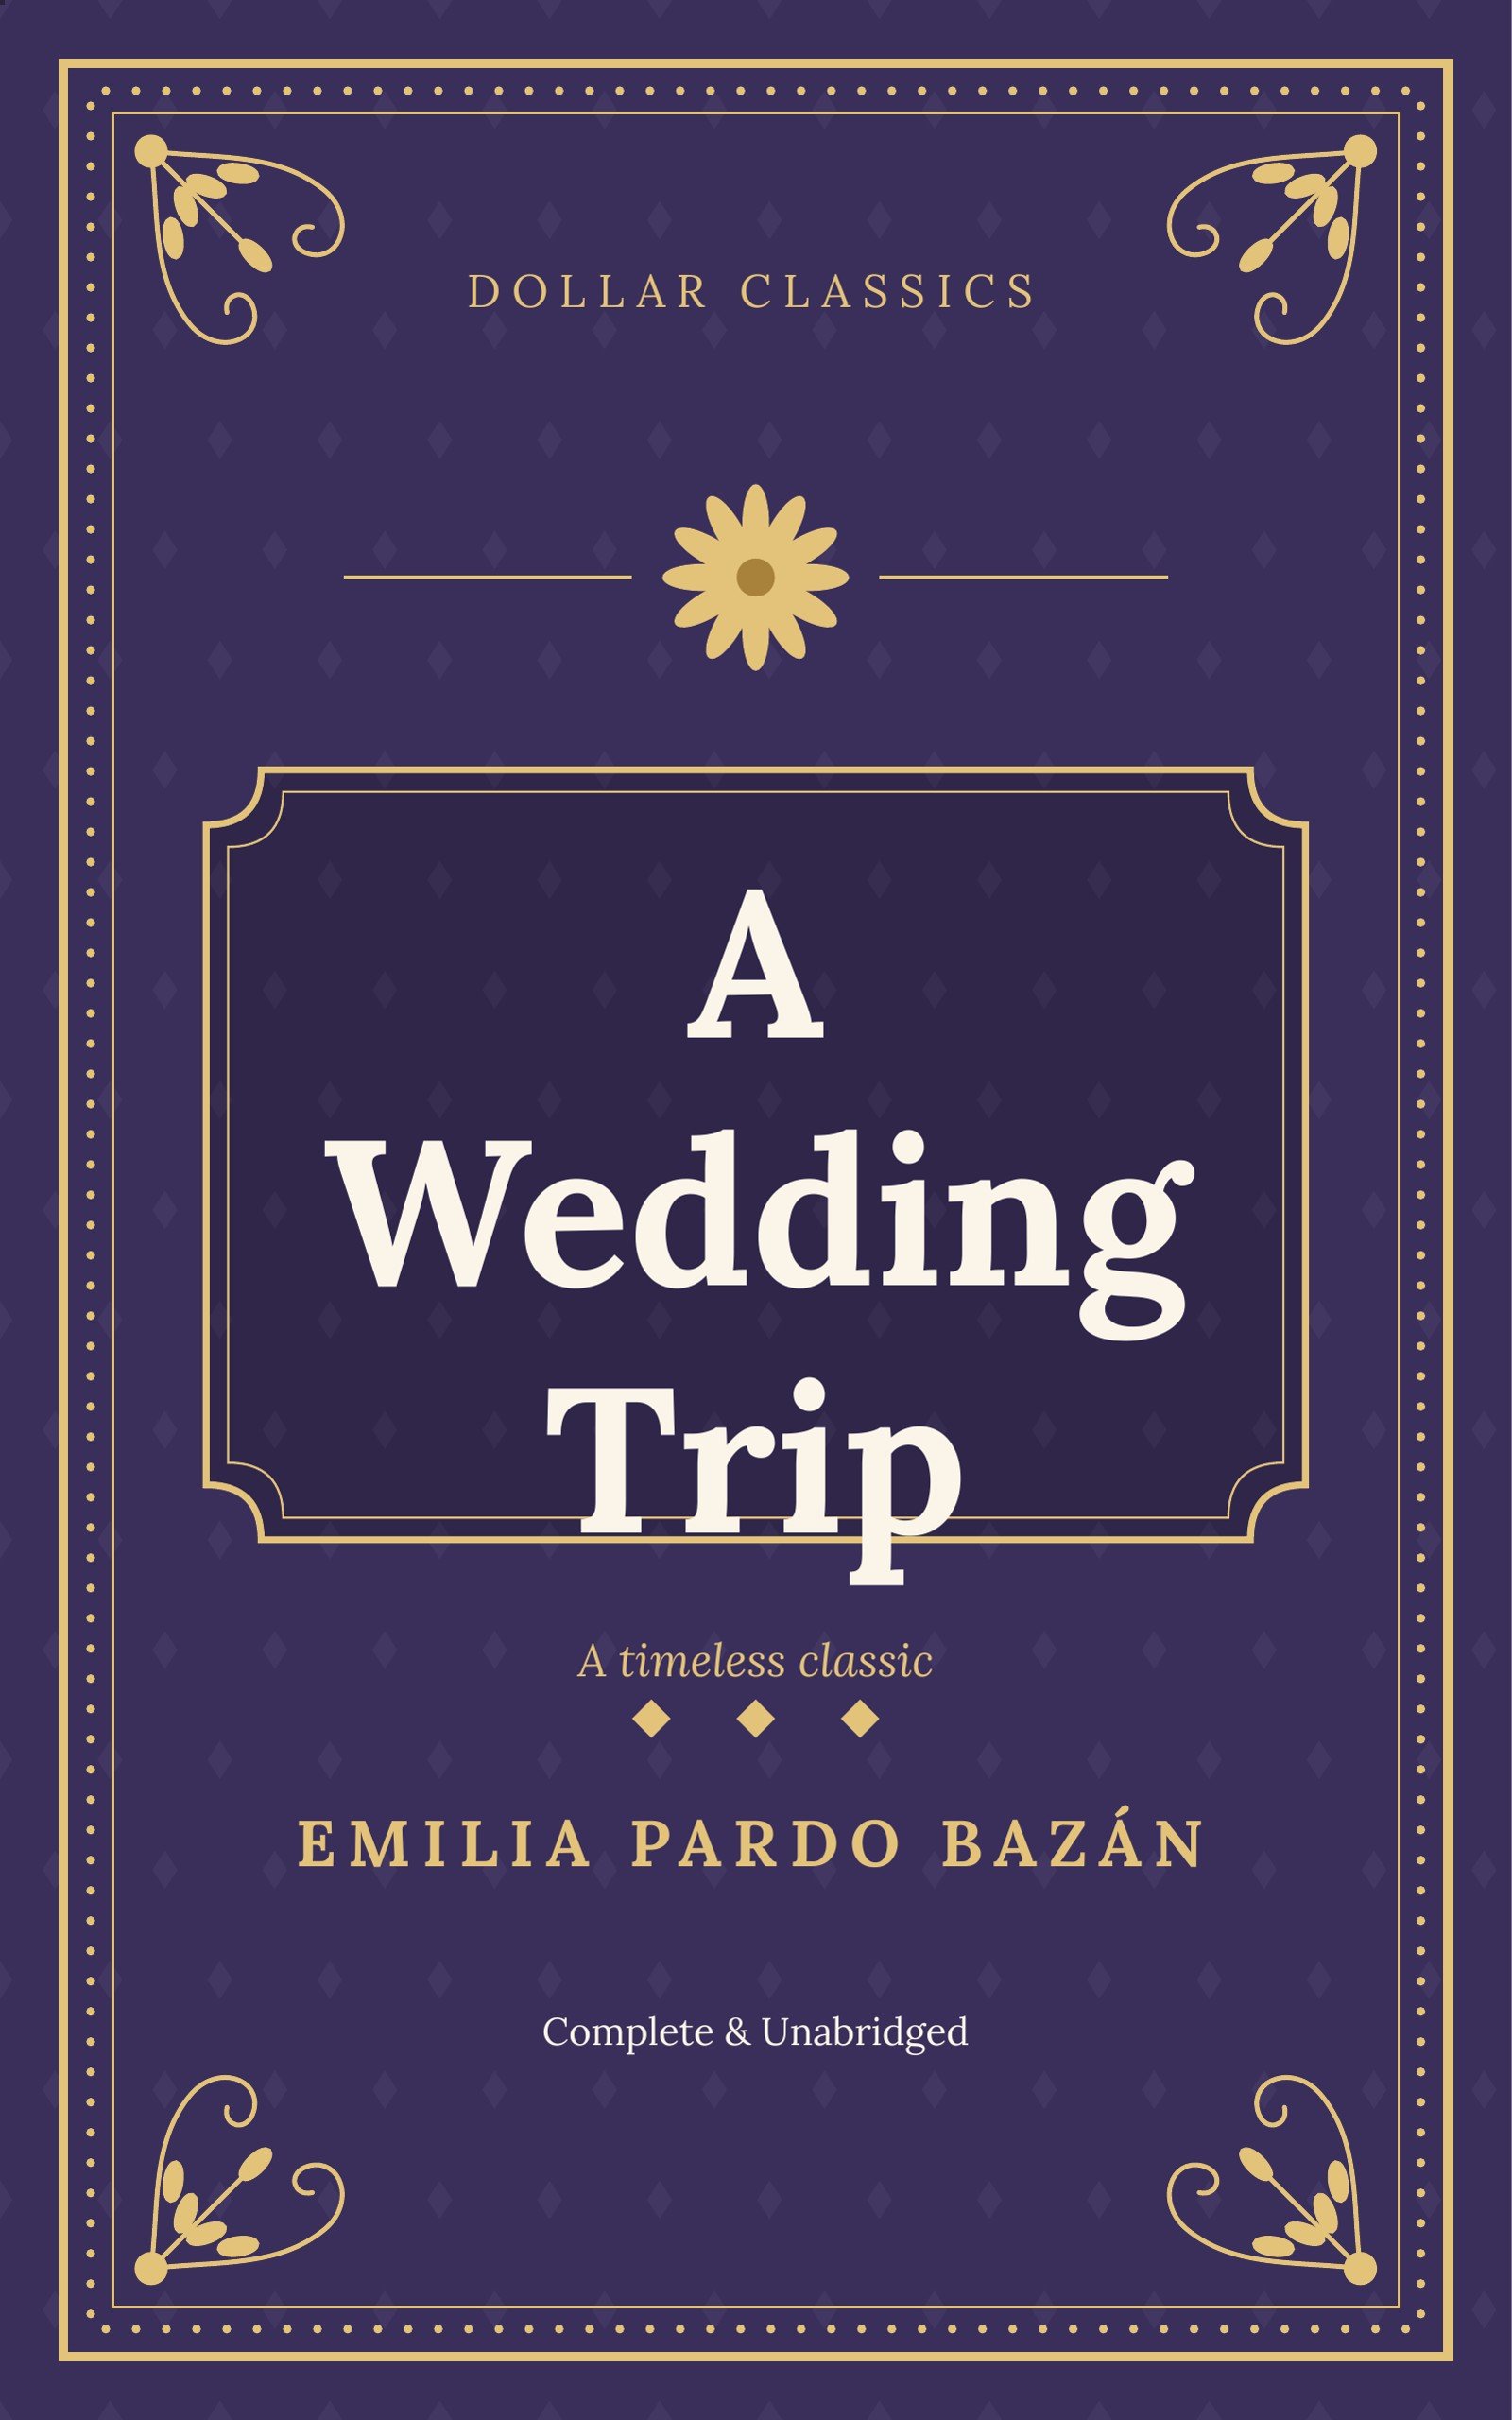 DOLLAR CLASSICS
A
Wedding
Trip
A timeless classic
EMILIA PARDO BAZÁN
Complete & Unabridged